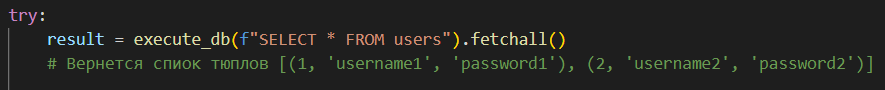 try:
result = execute_db(f"SELECT * FROM users").fetchall()
# Вернется спиок тюплов [(1, 'username1', 'password1'), (2, 'username2', 'password2')]